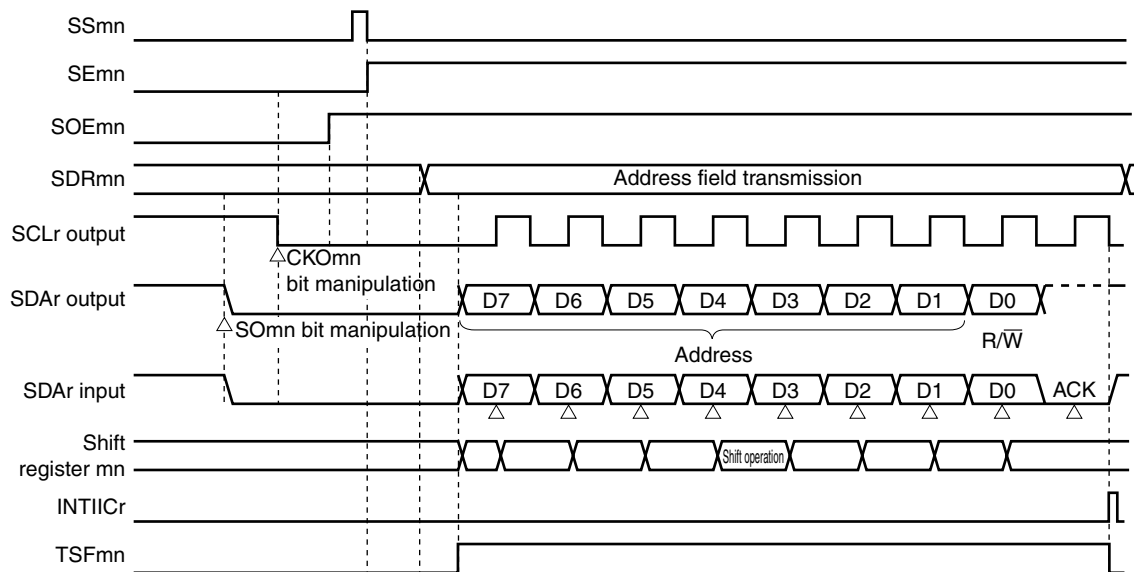 SSmn
SEmn
SOEmn
SDRmn
Address field transmission
SCLr output
CKOmn
bit manipulation
SDAr output
D7 D6 D5 D4 D3 D2 D1 D0
SOmn bit manipulation
Address
R/W̅
SDAr input
D7 D6 D5 D4 D3 D2 D1 D0 ACK
Shift
register mn
Shift operation
INTIICr
TSFmn